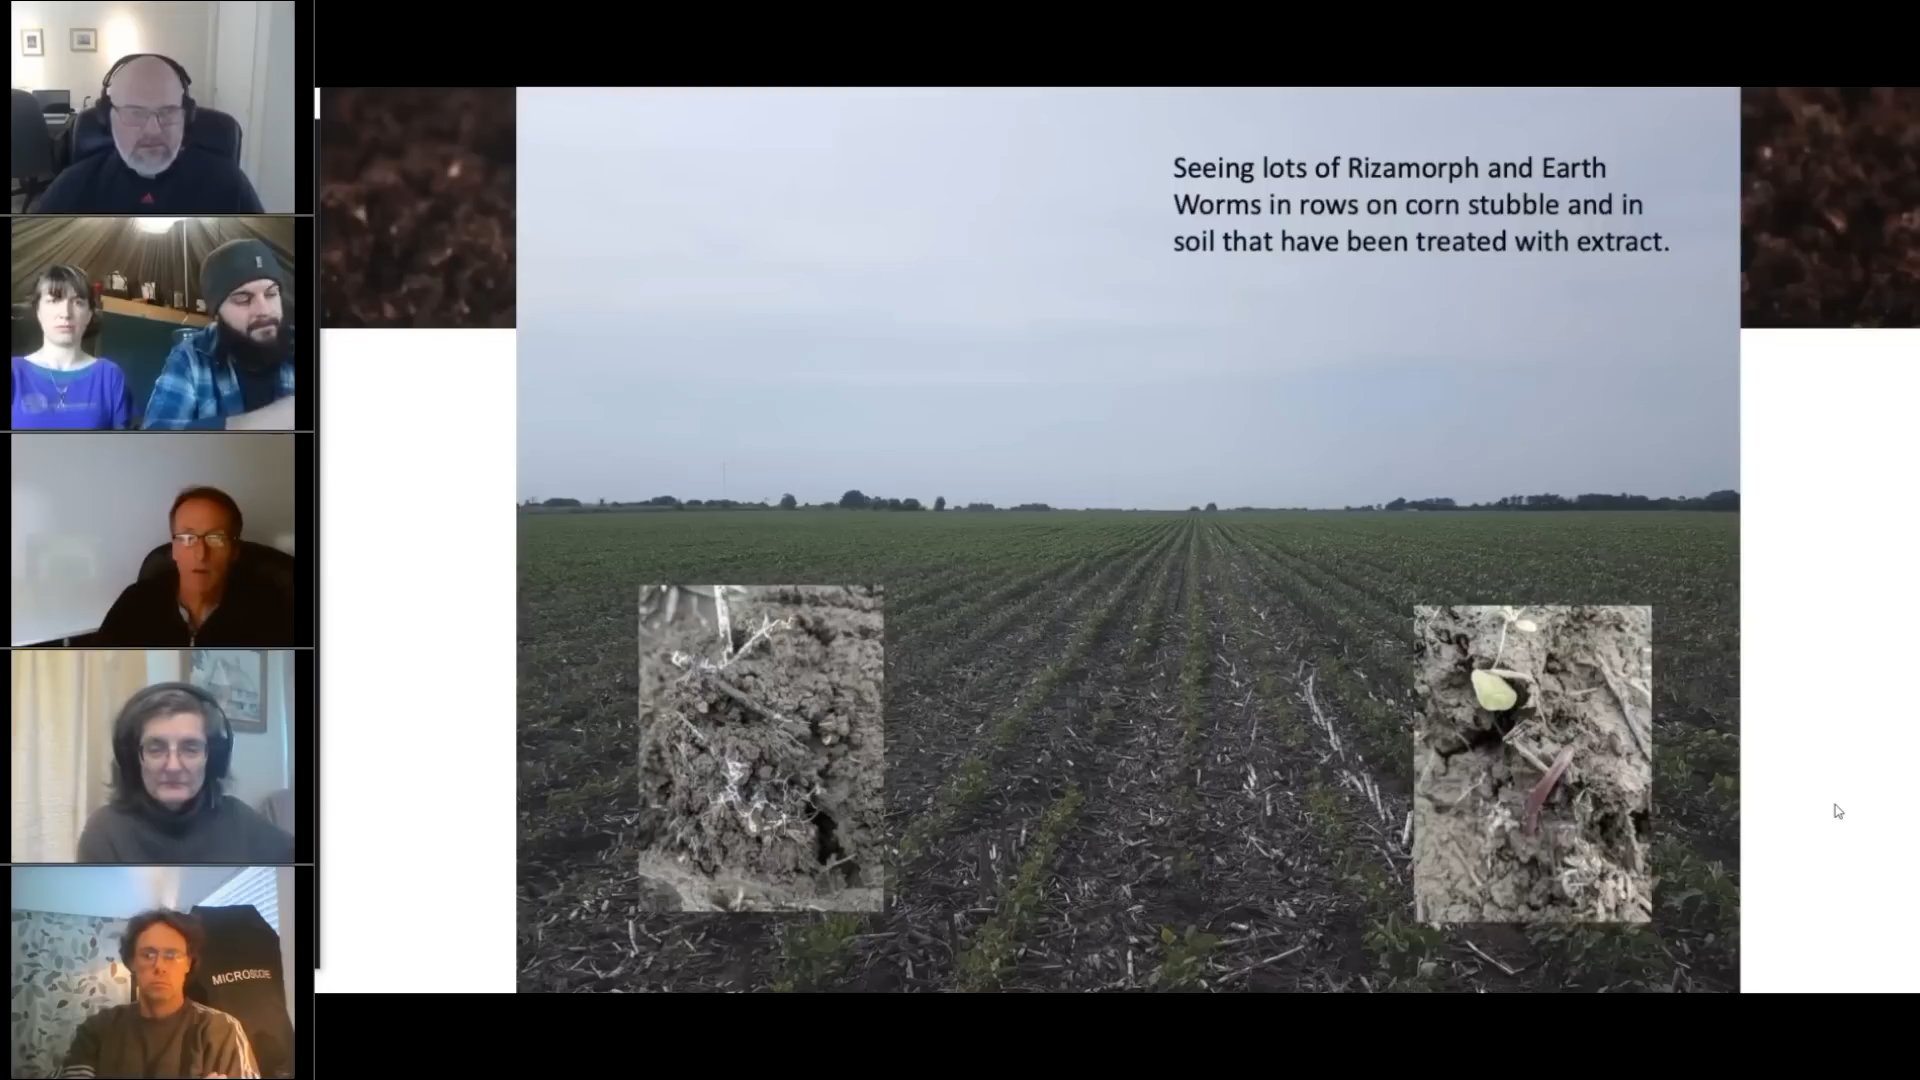 Seeing lots of Rizamorph and Earth
Worms in rows on corn stubble and in
soil that have been treated with extract.
MICROSCOPE